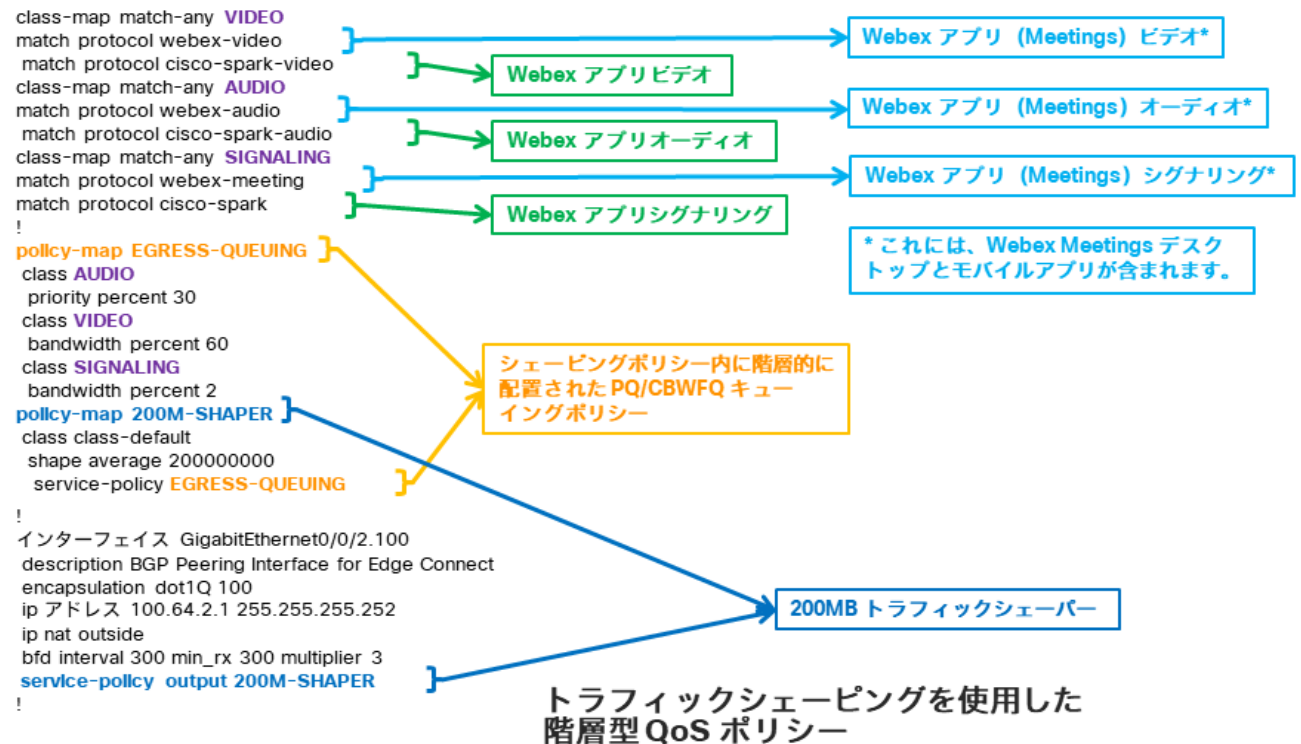 class-map match-any VIDEO
match protocol webex-video
match protocol cisco-spark-video
class-map match-any AUDIO
match protocol webex-audio
match protocol cisco-spark-audio
class-map match-any SIGNALING
match protocol webex-meeting
match protocol cisco-spark
!
policy-map EGRESS-QUEUING
class AUDIO
priority percent 30
class VIDEO
bandwidth percent 60
class SIGNALING
bandwidth percent 2
policy-map 200M-SHAPER
class class-default
shape average 200000000
service-policy EGRESS-QUEUING
!
インターフェイス GigabitEthernet0/0/2.100
description BGP Peering Interface for Edge Connect
encapsulation dot1Q 100
ip アドレス 100.64.2.1 255.255.255.252
ip nat outside
bfd interval 300 min_rx 300 multiplier 3
service-policy output 200M-SHAPER
!
Webex アプリ（Meetings）ビデオ*
Webex アプリビデオ
Webex アプリ（Meetings）オーディオ*
Webex アプリオーディオ
Webex アプリ（Meetings）シグナリング*
Webex アプリシグナリング
* これには、Webex Meetings デスク
トップとモバイルアプリが含まれます。
シェーピングポリシー内に階層的に
配置された PQ/CBWFQ キュー
イングポリシー
200MB トラフィックシェーパー
トラフィックシェーピングを使用した
階層型 QoS ポリシー